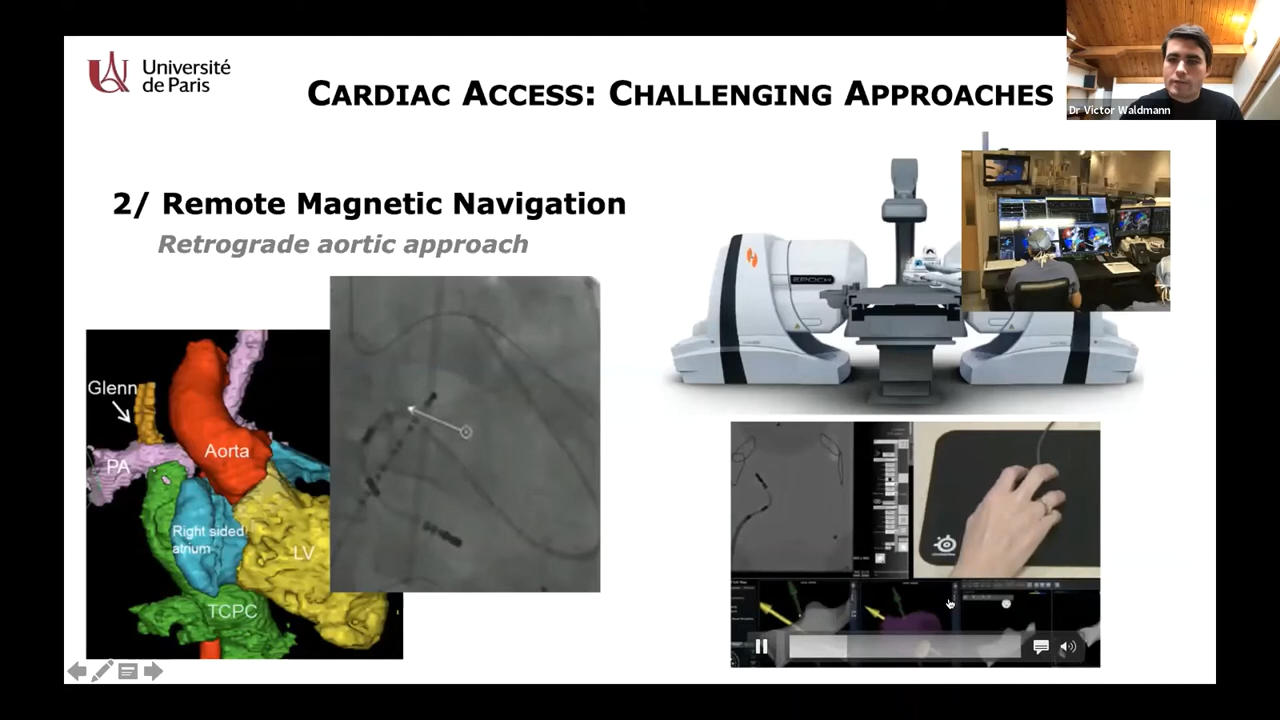 Université
de Paris
CARDIAC ACCESS: CHALLENGING APPROACHES
Dr Victor Waldmann
2/ Remote Magnetic Navigation
Retrograde aortic approach
EPOCH
Glenn
Aorta
PA
Right sided
atrium
LV
TCPC